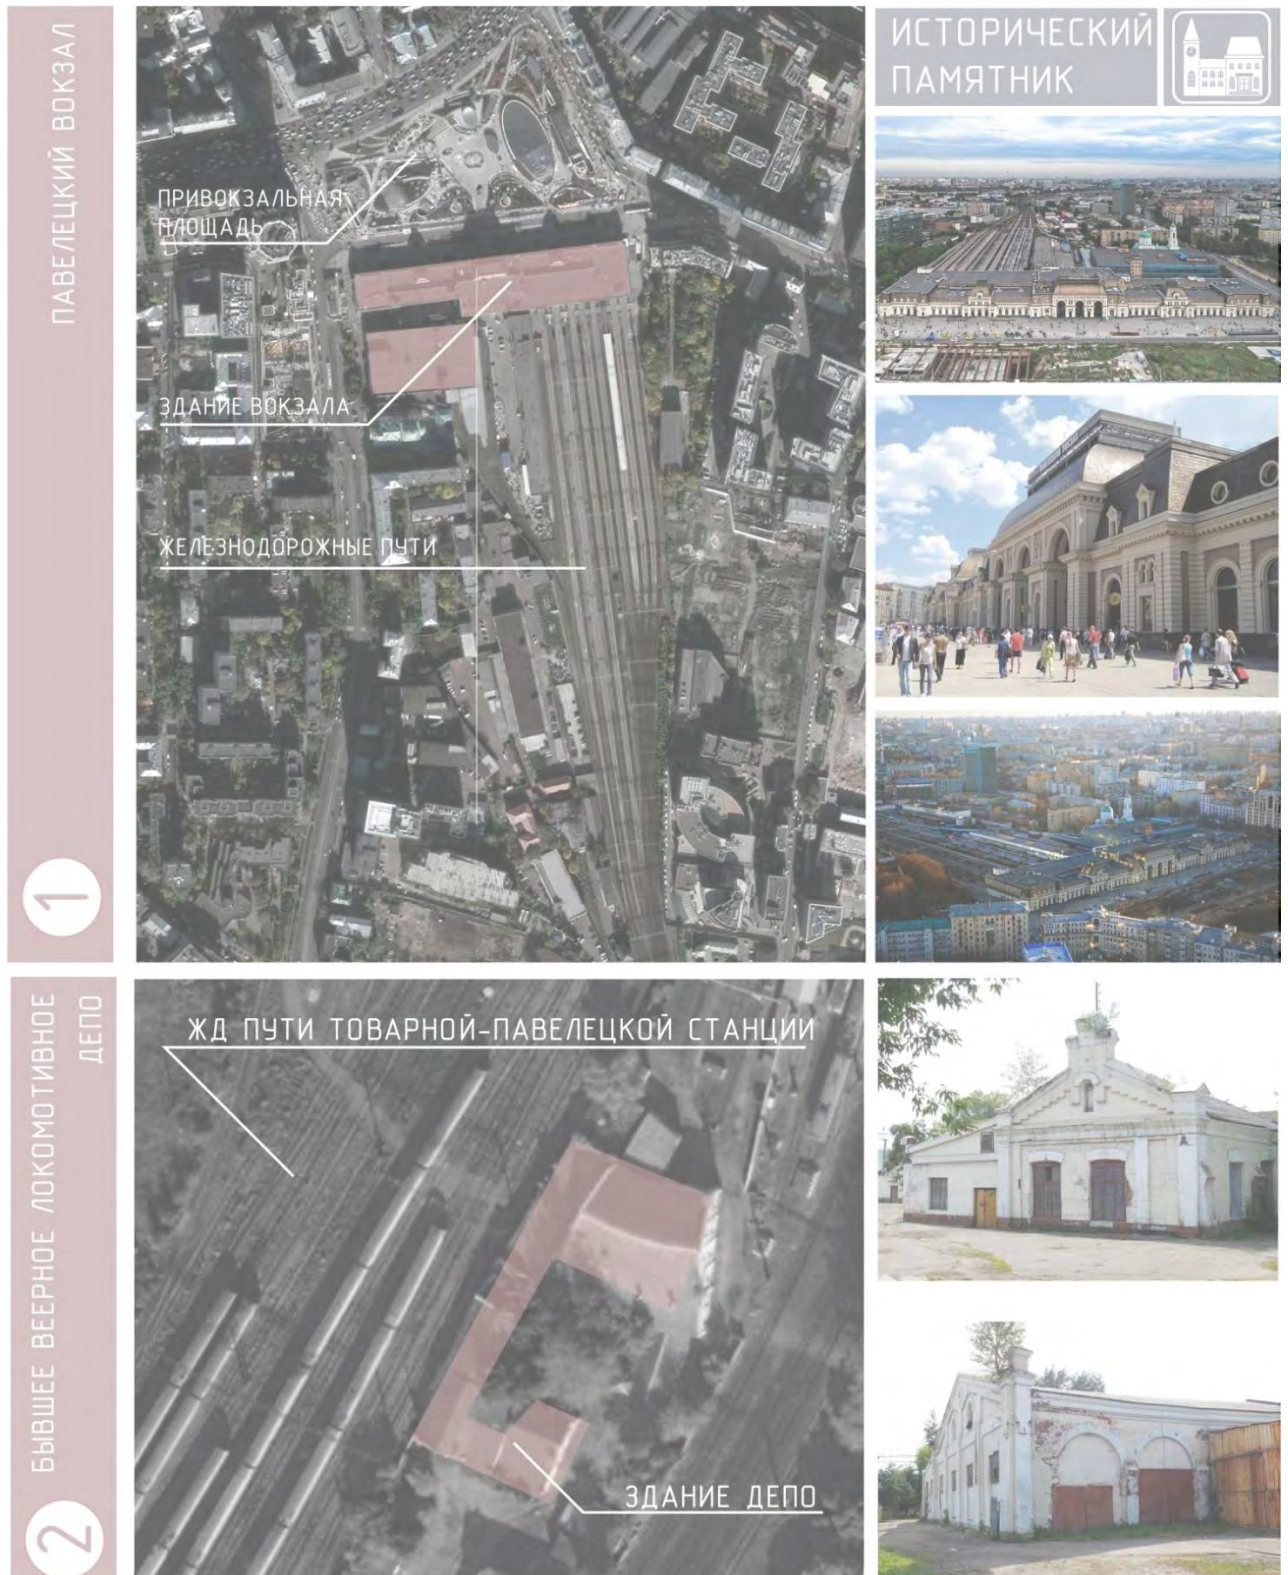 ПАВЕЛЕЦКИЙ ВОКЗАЛ
1
ПРИВОКЗАЛЬНАЯ
ПЛОЩАДЬ
ЗДАНИЕ ВОКЗАЛА
ЖЕЛЕЗНОДОРОЖНЫЕ ПУТИ
ИСТОРИЧЕСКИЙ
ПАМЯТНИК
БЫВШЕЕ ВЕЕРНОЕ ЛОКОМОТИВНОЕ
ДЕПО
2
ЖД ПУТИ ТОВАРНОЙ-ПАВЕЛЕЦКОЙ СТАНЦИИ
ЗДАНИЕ ДЕПО